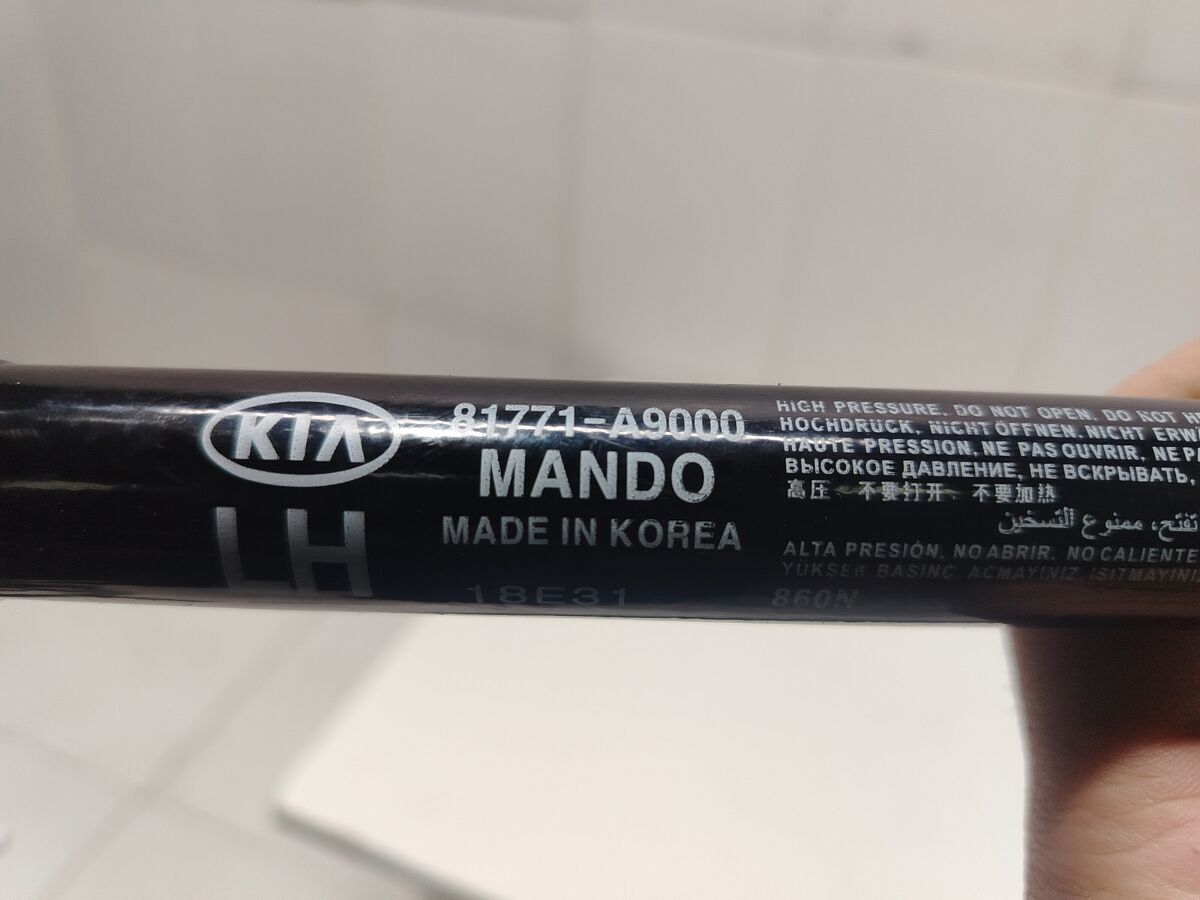 KIA
LH
81771-A9000
MANDO
MADE IN KOREA
18E31
HIGH PRESSURE. DO NOT OPEN. DO NOT
HOCHDRUCK, NICHT ÖFFNEN. NICHT
HAUTE PRESSION, NE PAS OUVRIR, NE
ВЫСОКОЕ ДАВЛЕНИЕ, НЕ ВСКРЫВАТЬ,
高压 不要打开 不要加热
تفتح، ممنوع التسخين
ALTA PRESIÓN. NO ABRIR. NO CALIENTE
YÜKSEK BASINÇ. AÇMAYINIZ.
860N